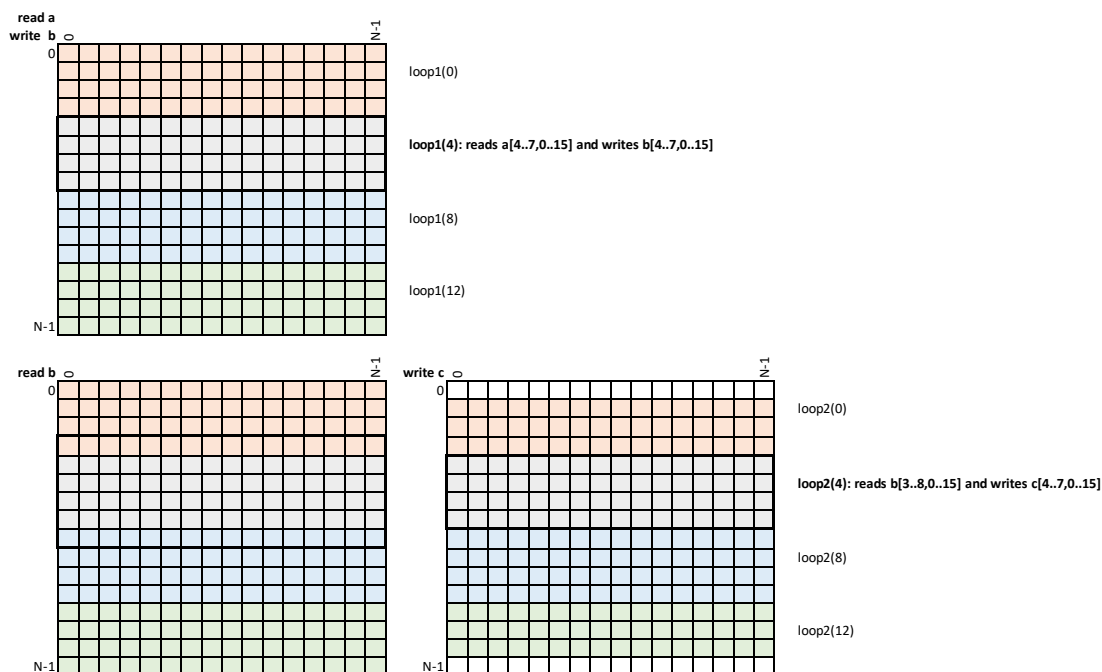 read a
write b
0
N-1
0
loop1(0)
loop1(4): reads a[4..7,0..15] and writes b[4..7,0..15]
loop1(8)
loop1(12)
N-1
read b
0
N-1
write c
0
N-1
0
0
loop2(0)
loop2(4): reads b[3..8,0..15] and writes c[4..7,0..15]
loop2(8)
loop2(12)
N-1
N-1